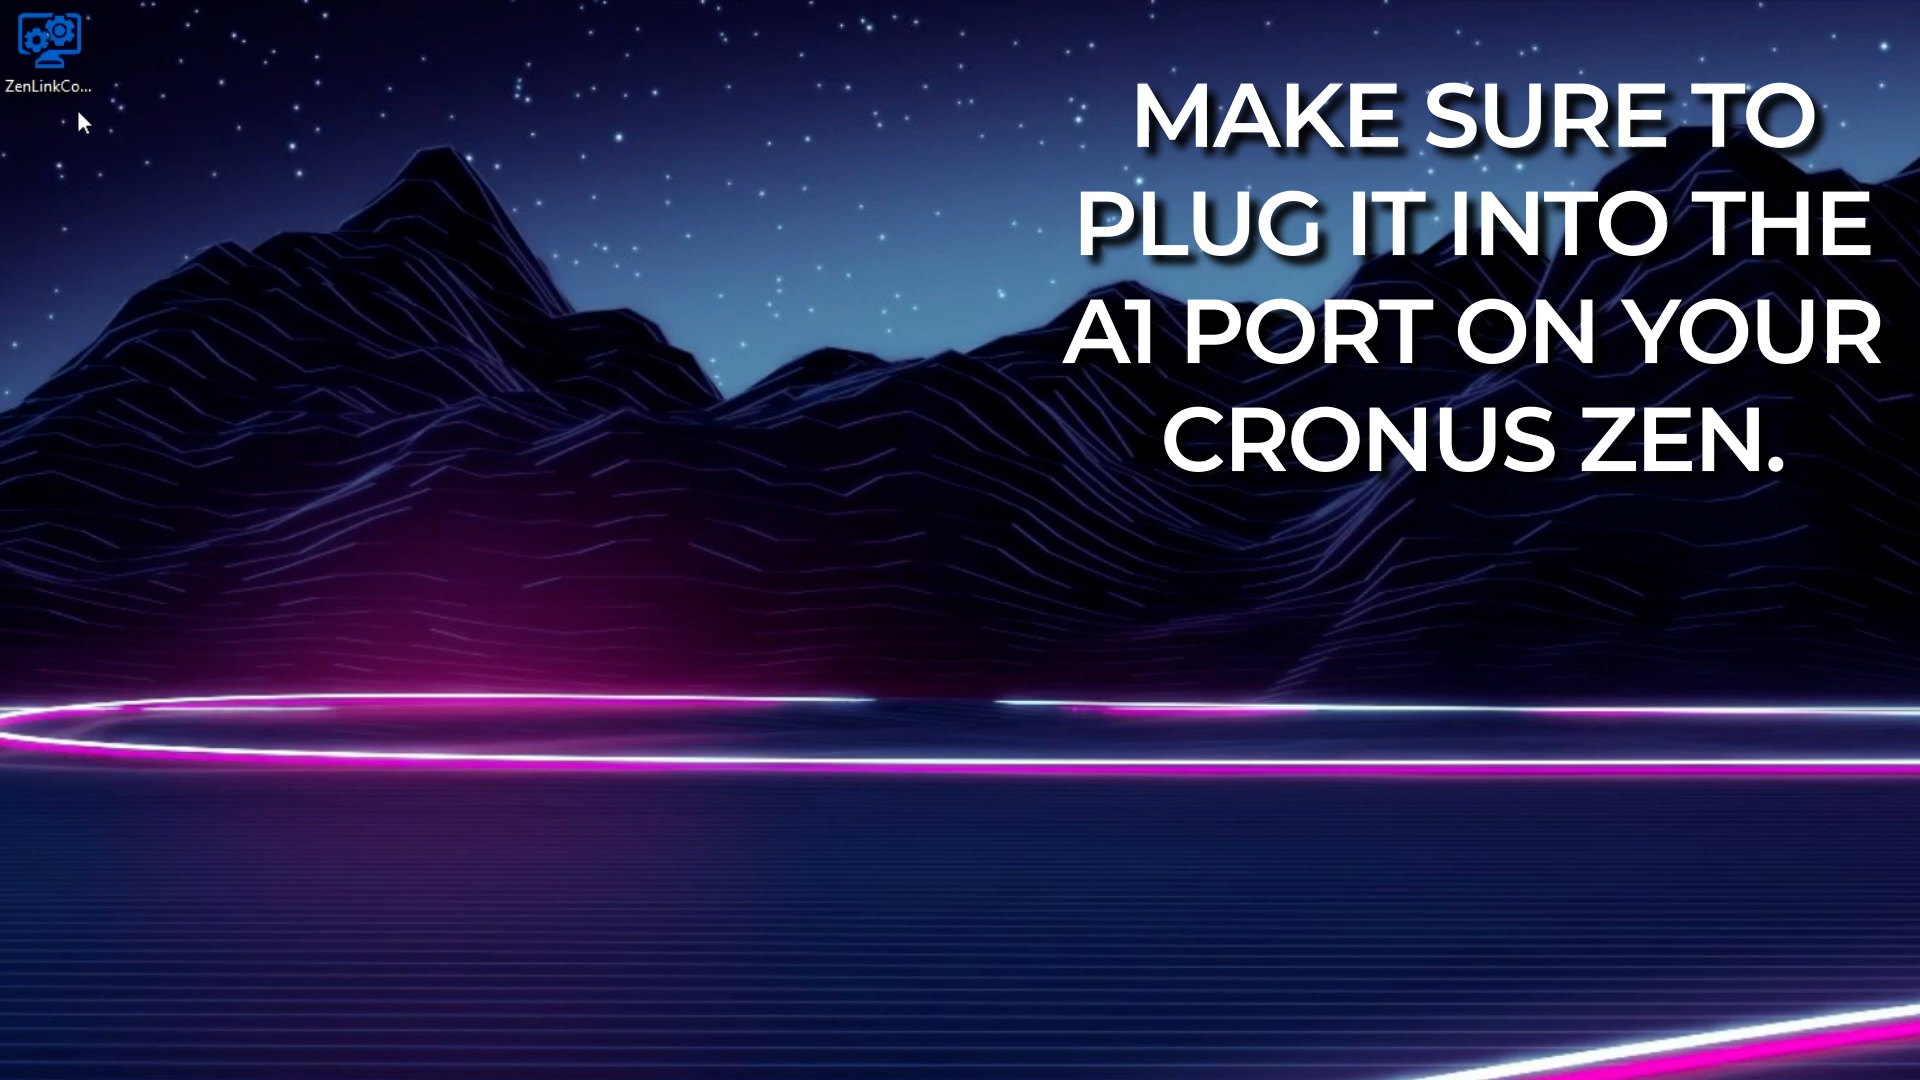 ZenLinkCo...
MAKE SURE TO
PLUG IT INTO THE
A1 PORT ON YOUR
CRONUS ZEN.